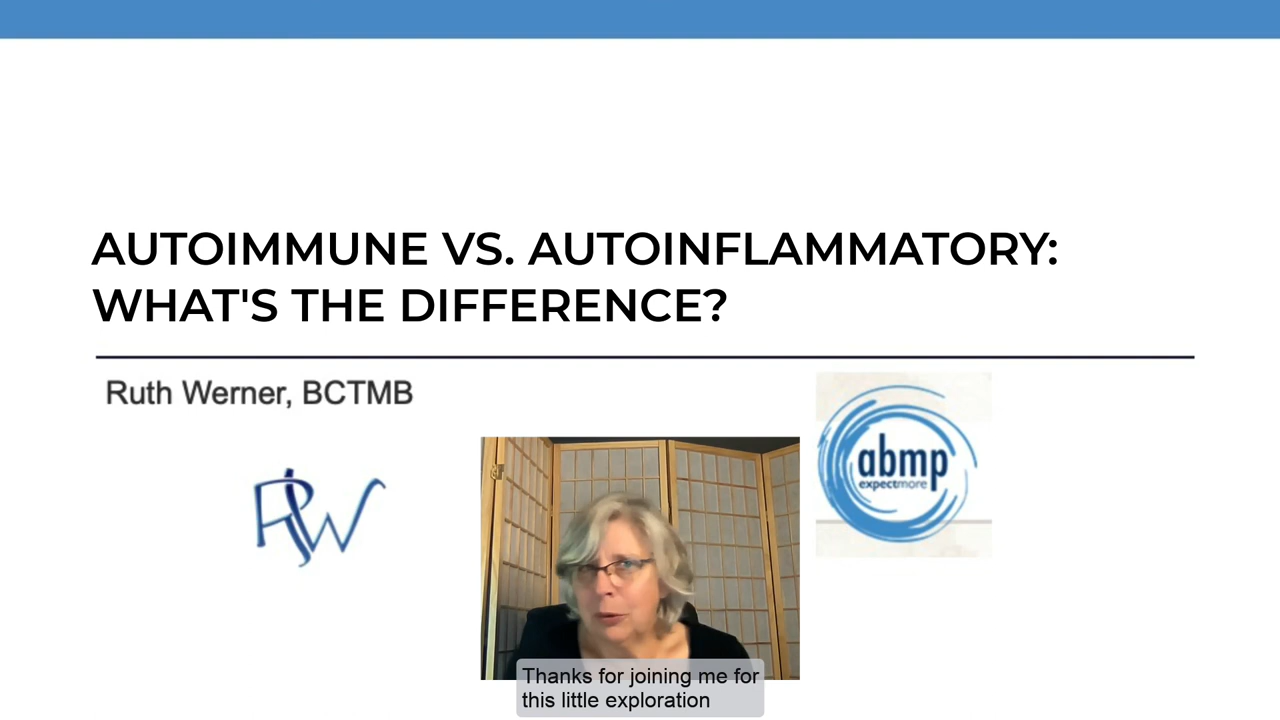 AUTOIMMUNE VS. AUTOINFLAMMATORY:
WHAT'S THE DIFFERENCE?
Ruth Werner, BCTMB
RW
abmp
expectmore
Thanks for joining me for
this little exploration